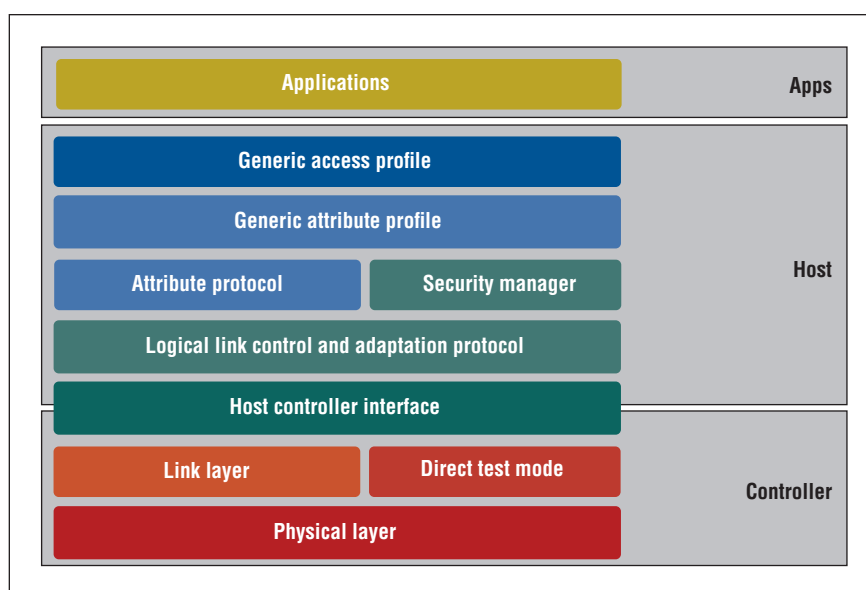 Applications
Apps
Generic access profile
Generic attribute profile
Host
Attribute protocol
Security manager
Logical link control and adaptation protocol
Host controller interface
Link layer
Direct test mode
Controller
Physical layer